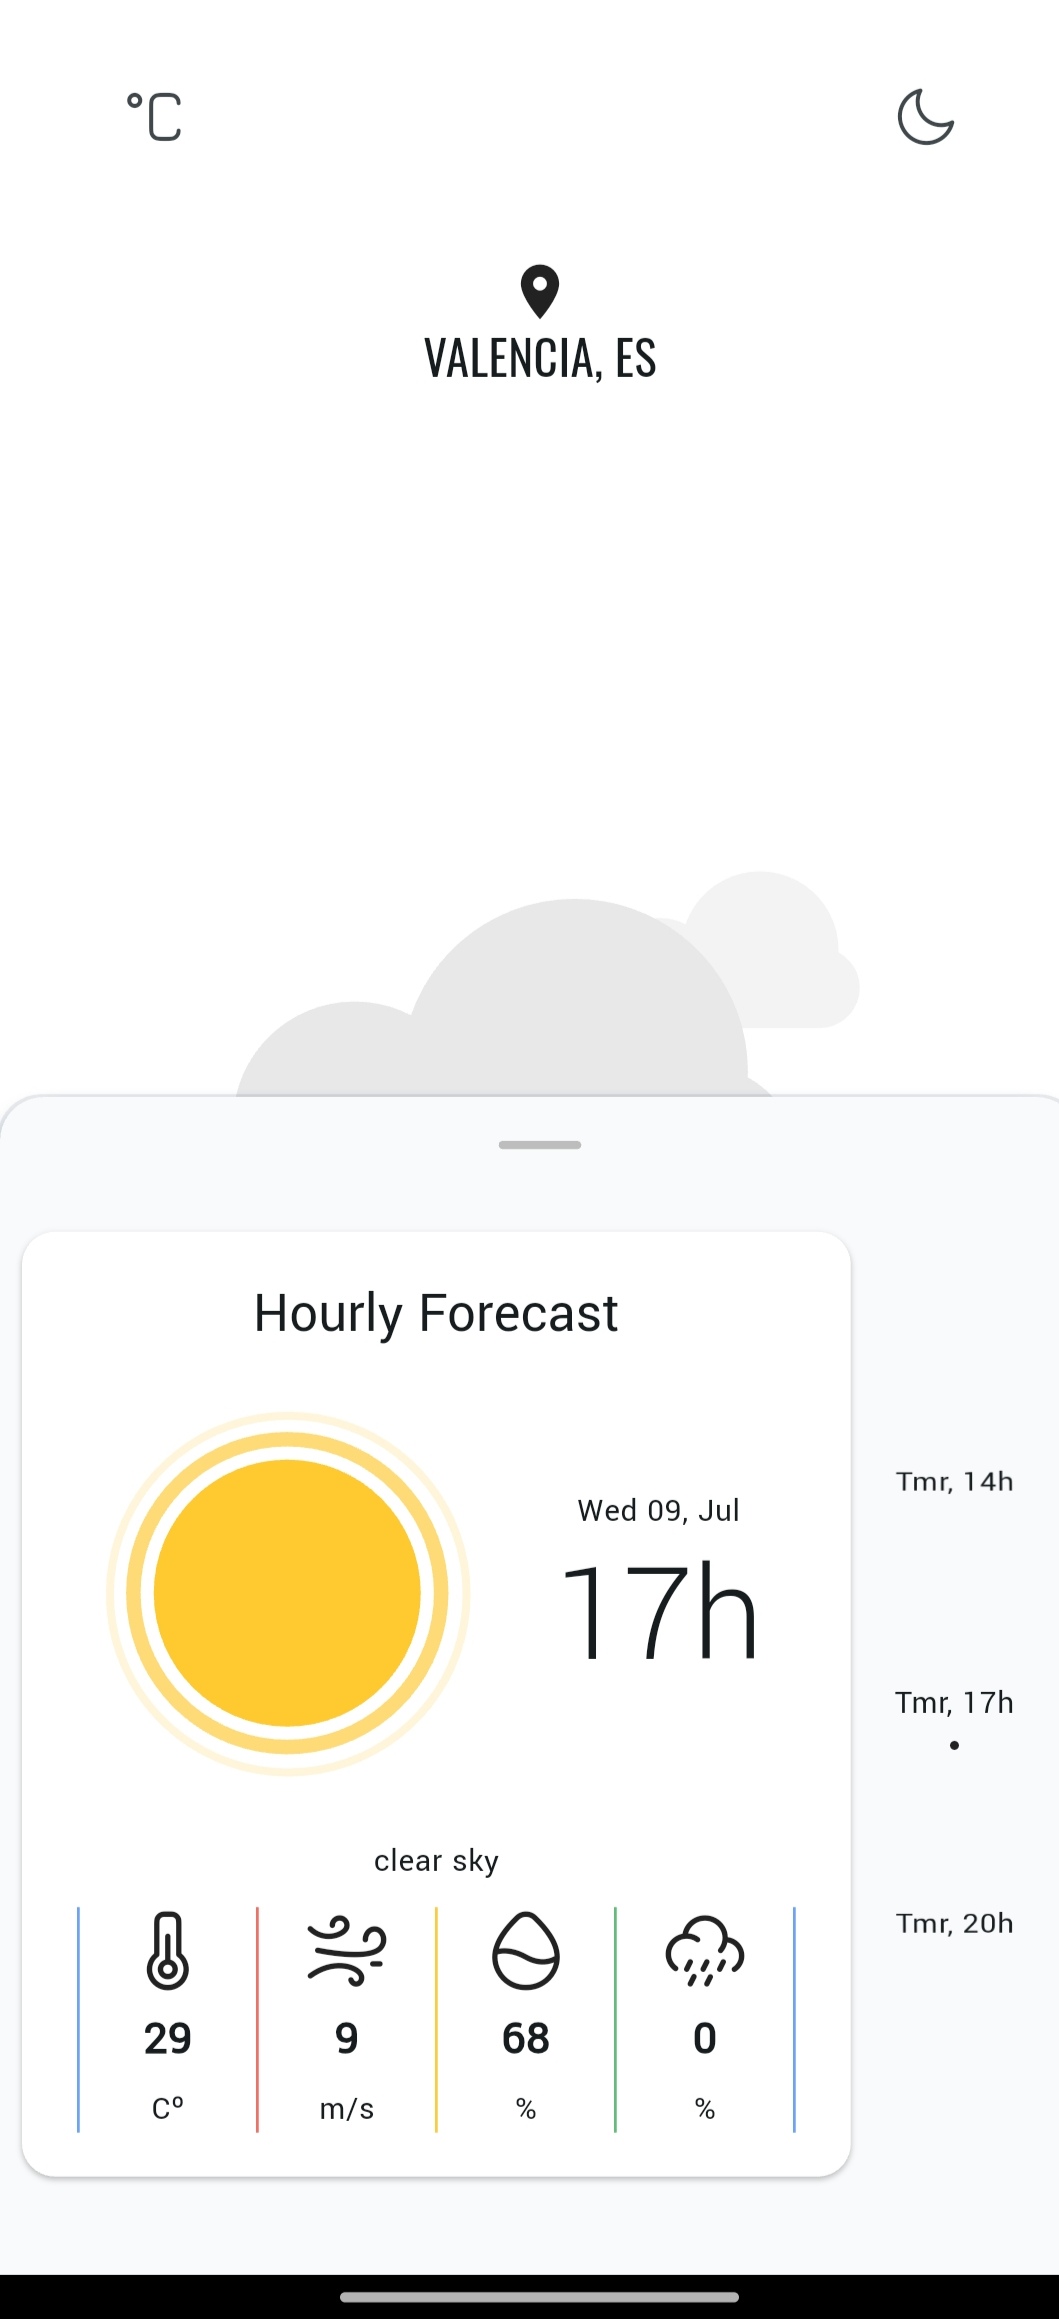 °C
VALENCIA, ES
Hourly Forecast
Wed 09, Jul
17h
clear sky
29
9
68
0
Cº
m/s
%
%
Tmr, 14h
Tmr, 17h
Tmr, 20h